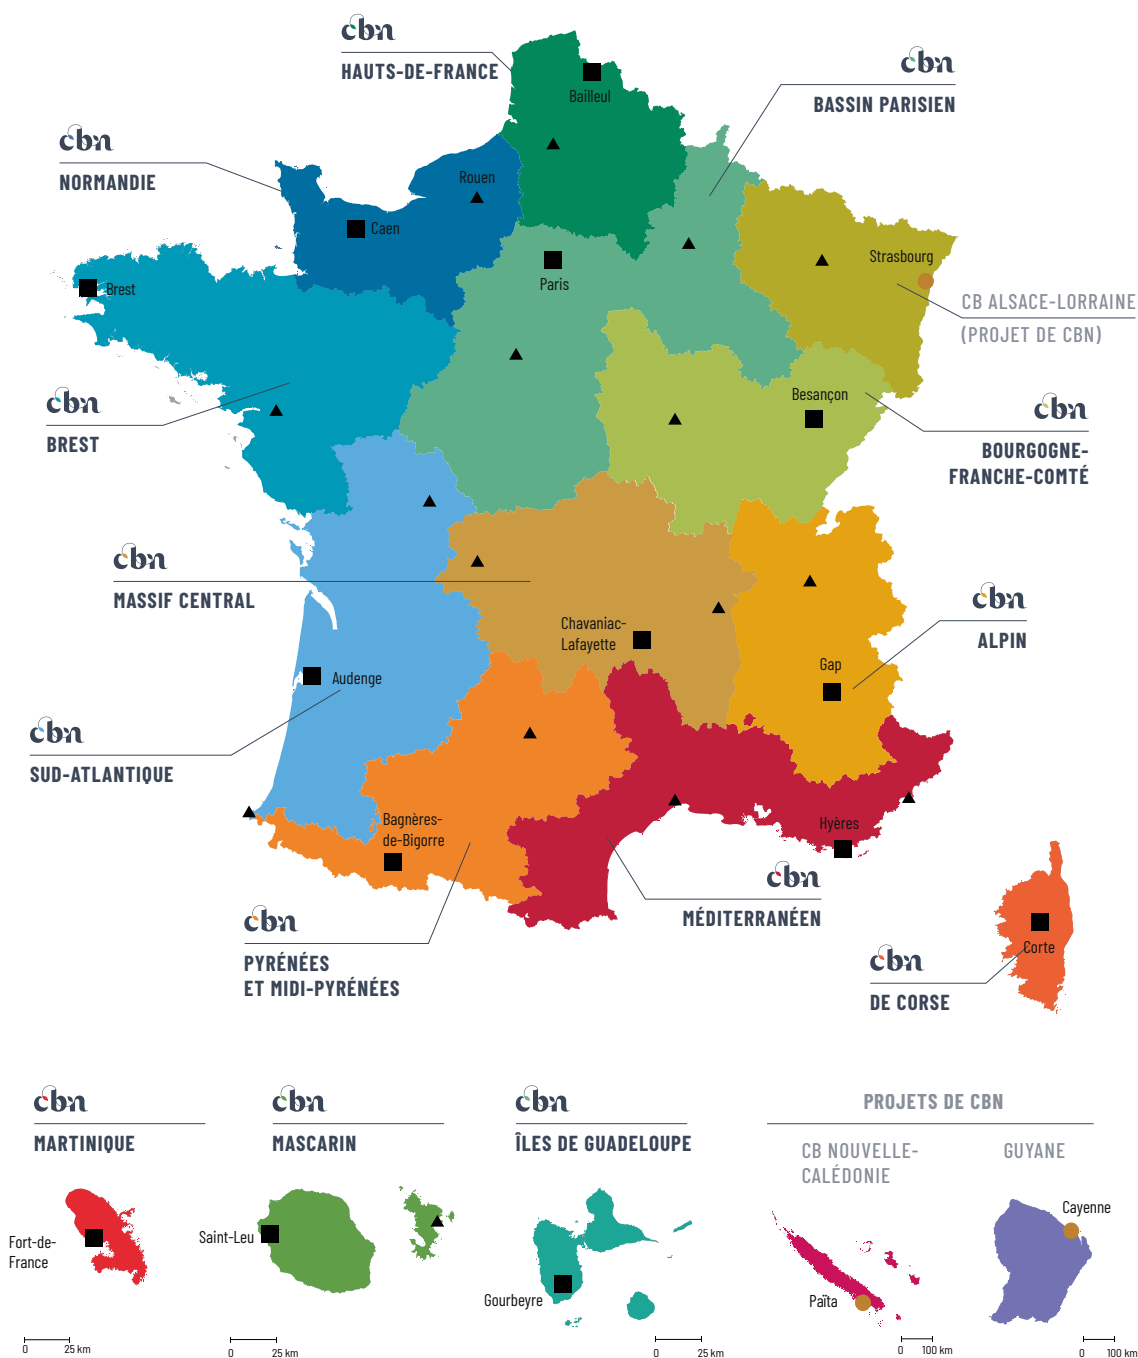 cbn
HAUTS-DE-FRANCE
cbn
BASSIN PARISIEN
Bailleul
cbn
NORMANDIE
Rouen
Caen
Paris
Strasbourg
CB ALSACE-LORRAINE
(PROJET DE CBN)
Brest
cbn
BREST
Besançon
cbn
BOURGOGNE-
FRANCHE-COMTÉ
cbn
MASSIF CENTRAL
Chavaniac-
Lafayette
cbn
ALPIN
Gap
Audenge
cbn
SUD-ATLANTIQUE
Bagnères-
de-Bigorre
Hyères
cbn
MÉDITERRANÉEN
cbn
PYRÉNÉES
ET MIDI-PYRÉNÉES
Corte
cbn
DE CORSE
cbn
MARTINIQUE
Fort-de-
France
0 25 km
cbn
MASCARIN
Saint-Leu
0 25 km
cbn
ÎLES DE GUADELOUPE
Gourbeyre
0 25 km
PROJETS DE CBN
CB NOUVELLE-
CALÉDONIE
Païta
0 100 km
GUYANE
Cayenne
0 100 km